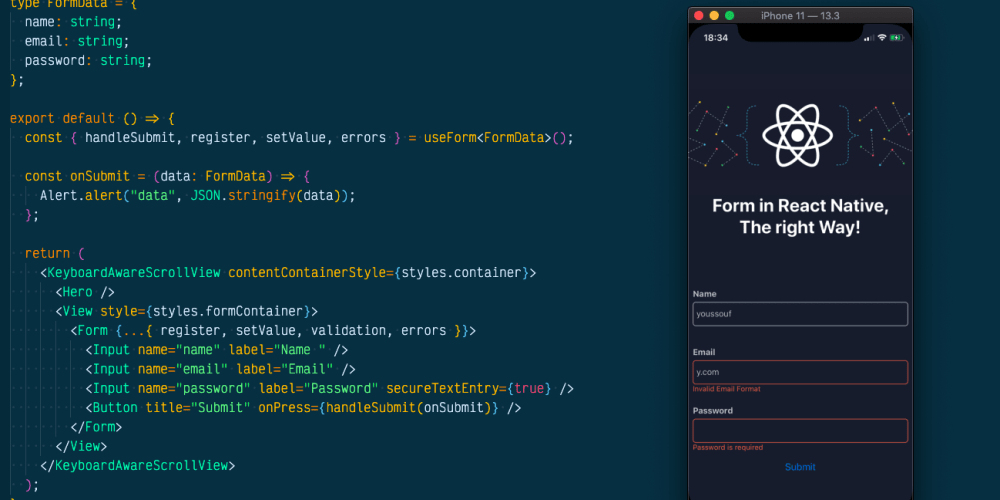 type FormData = {
name: string;
email: string;
password: string;
};
export default () => {
const { handleSubmit, register, setValue, errors } = useForm<FormData>();
const onSubmit = (data: FormData) => {
Alert.alert("data", JSON.stringify(data));
};
return (
<KeyboardAwareScrollView contentContainerStyle={styles.container}>
<Hero />
<View style={styles.formContainer}>
<Form {...{ register, setValue, validation, errors }}>
<Input name="name" label="Name " />
<Input name="email" label="Email" />
<Input name="password" label="Password" secureTextEntry={true} />
<Button title="Submit" onPress={handleSubmit(onSubmit)} />
</Form>
</View>
</KeyboardAwareScrollView>
);
iPhone 11 — 13.3
18:34
Form in React Native,
The right Way!
Name
youssouf
Email
y.com
Invalid Email Format
Password
Password is required
Submit